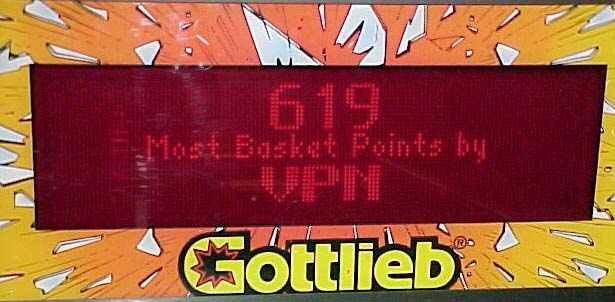 619
Most Basket Points by
VPN
Gottlieb®